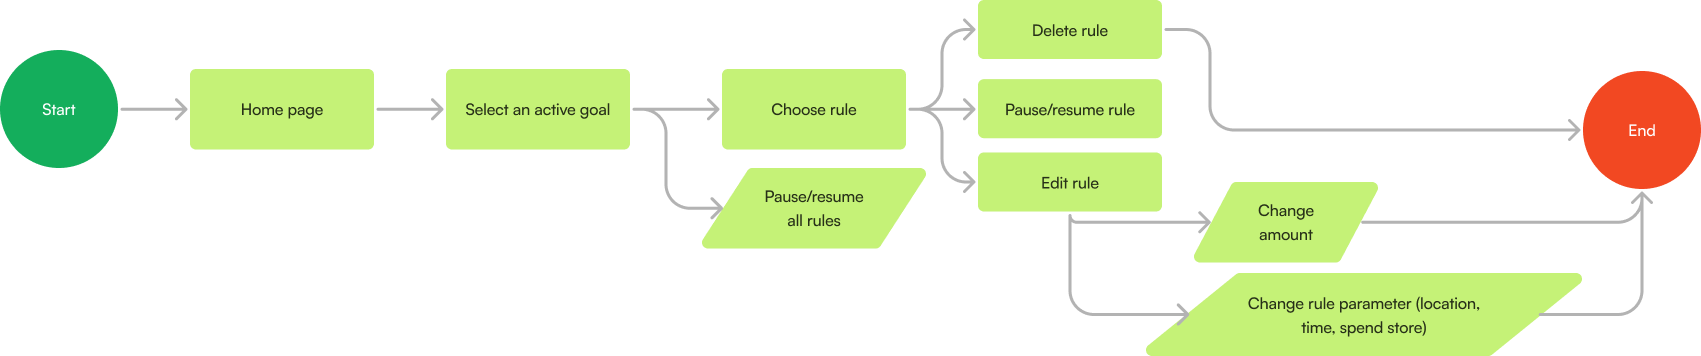 Start
Home page
Select an active goal
Choose rule
Pause/resume
all rules
Delete rule
Pause/resume rule
Edit rule
Change
amount
Change rule parameter (location,
time, spend store)
End